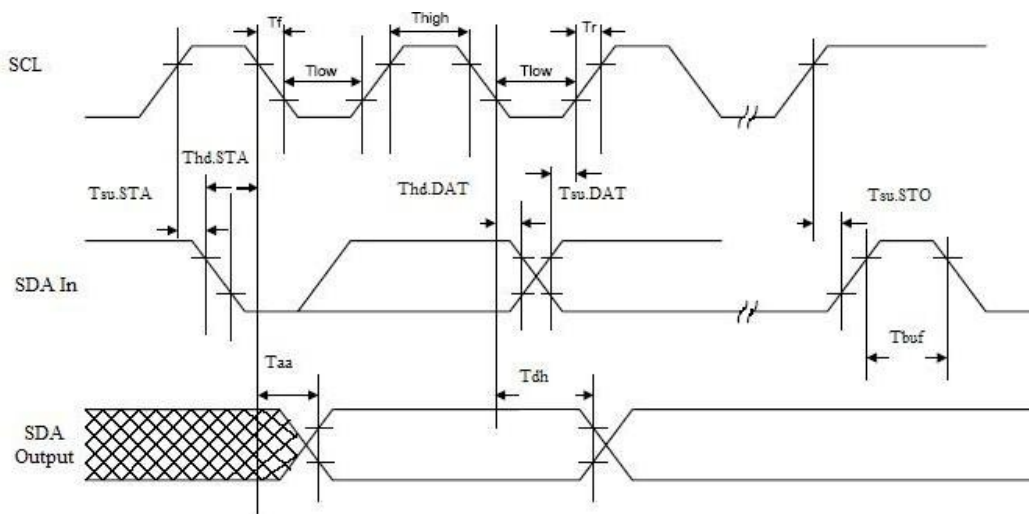 Tf
Thigh
Tr
SCL
Tlow
Tlow
Thd.STA
Tsu.STA
Thd.DAT
Tsu.DAT
Tsu.STO
SDA In
Tbuf
Taa
Tdh
SDA
Output